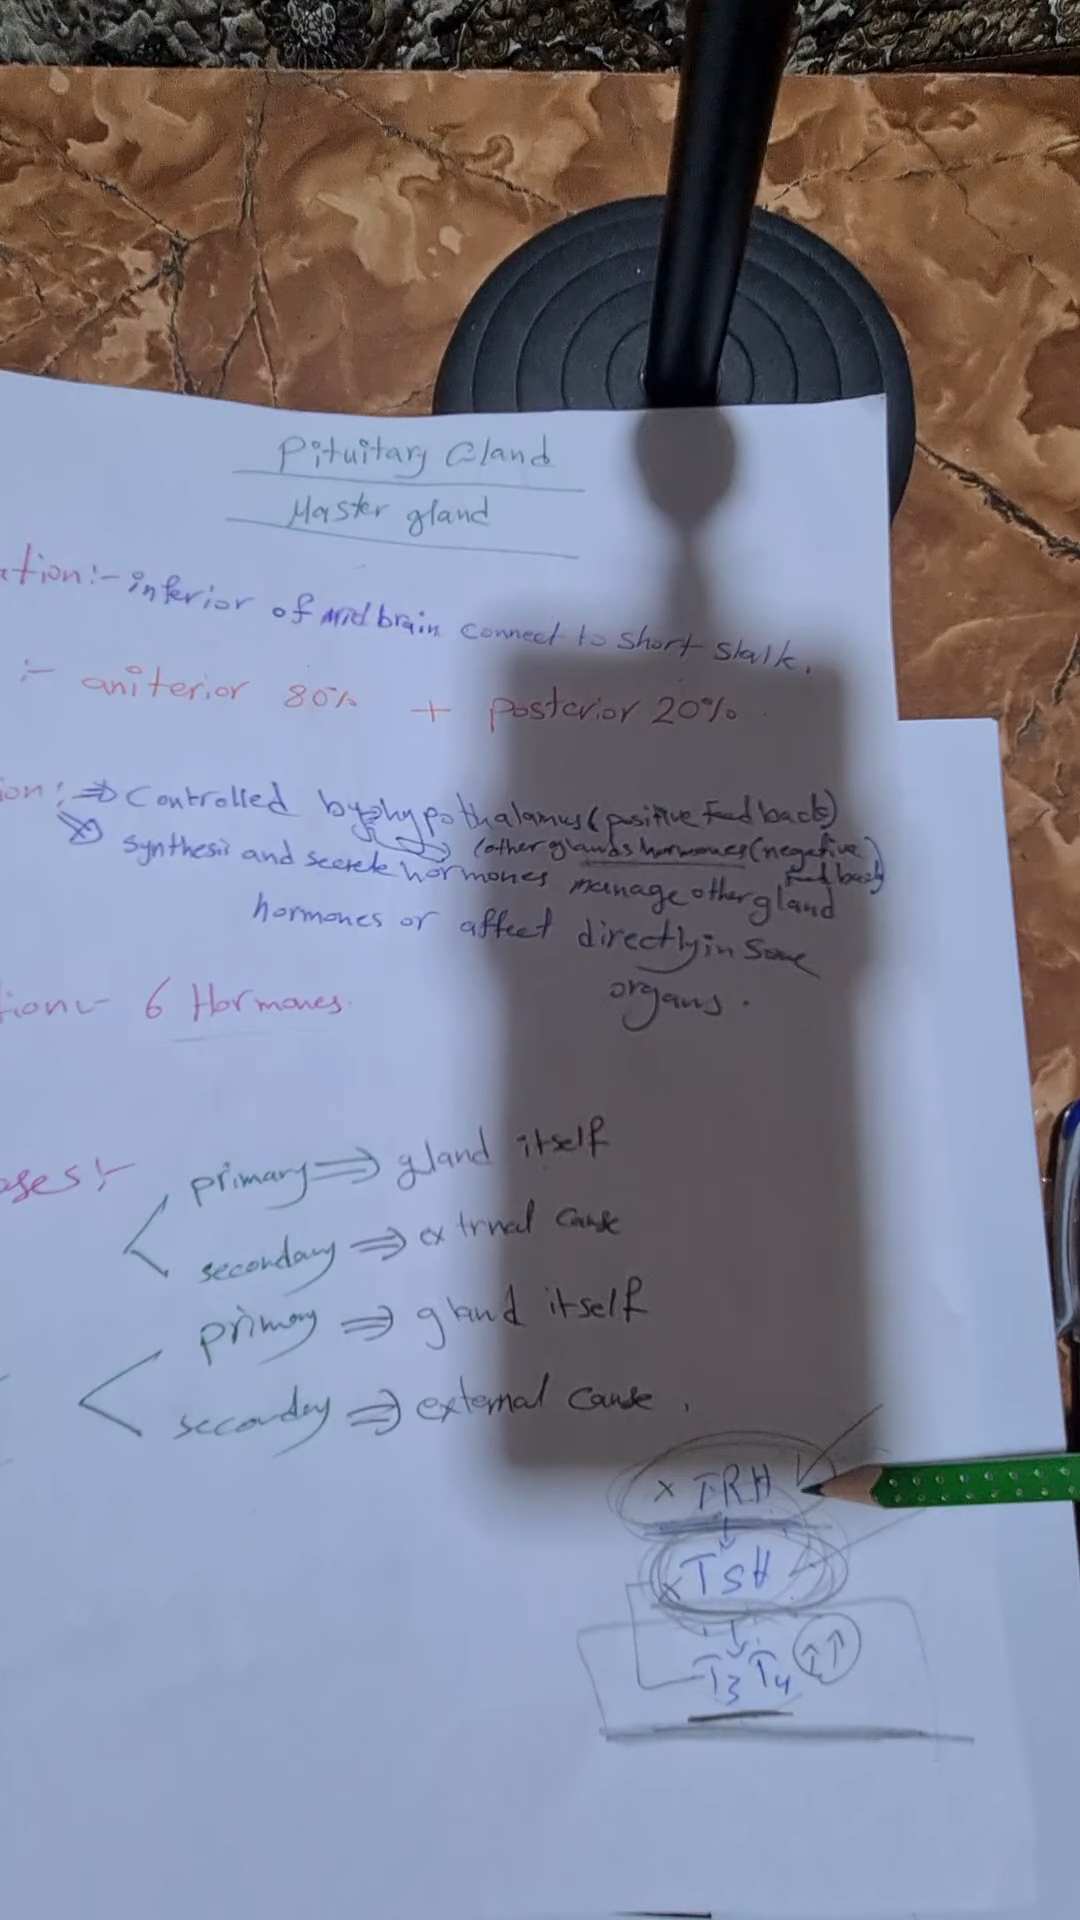 Pituitary Gland
Master gland
ation:- inferior of midbrain connect to short stalk.
:- aniterior 80% + posterior 20%
ion: ⇒ Controlled by hypothalamus (positive feedback)
(other glands hormones (negative feedback)
synthesis and secrete hormones manage other gland
hormones or affect directly in some
organs.
tion:- 6 Hormones.
ases:-
primary ⇒ gland itself
secondary ⇒ extrnal cause
primary ⇒ gland itself
seconday ⇒ external cause.
x TRH
x TSH
T3 T4 ↑↑